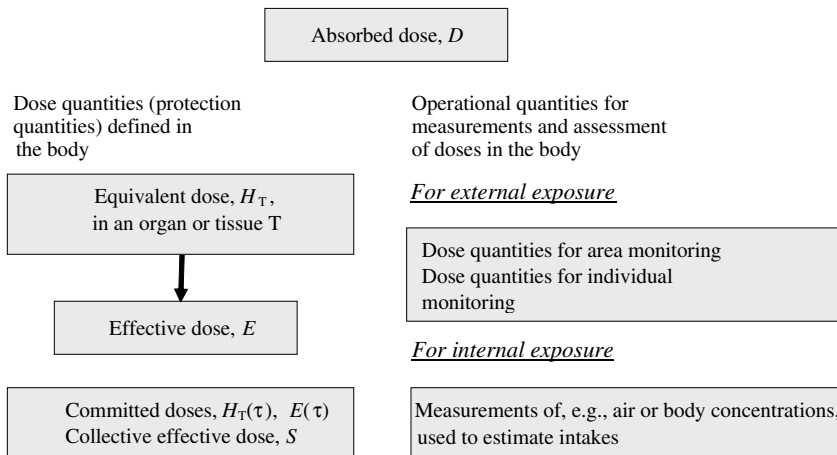 Absorbed dose, D
Dose quantities (protection
quantities) defined in
the body
Equivalent dose, H_T,
in an organ or tissue T
Effective dose, E
Committed doses, H_T(τ), E(τ)
Collective effective dose, S
Operational quantities for
measurements and assessment
of doses in the body
For external exposure
Dose quantities for area monitoring
Dose quantities for individual
monitoring
For internal exposure
Measurements of, e.g., air or body concentrations,
used to estimate intakes